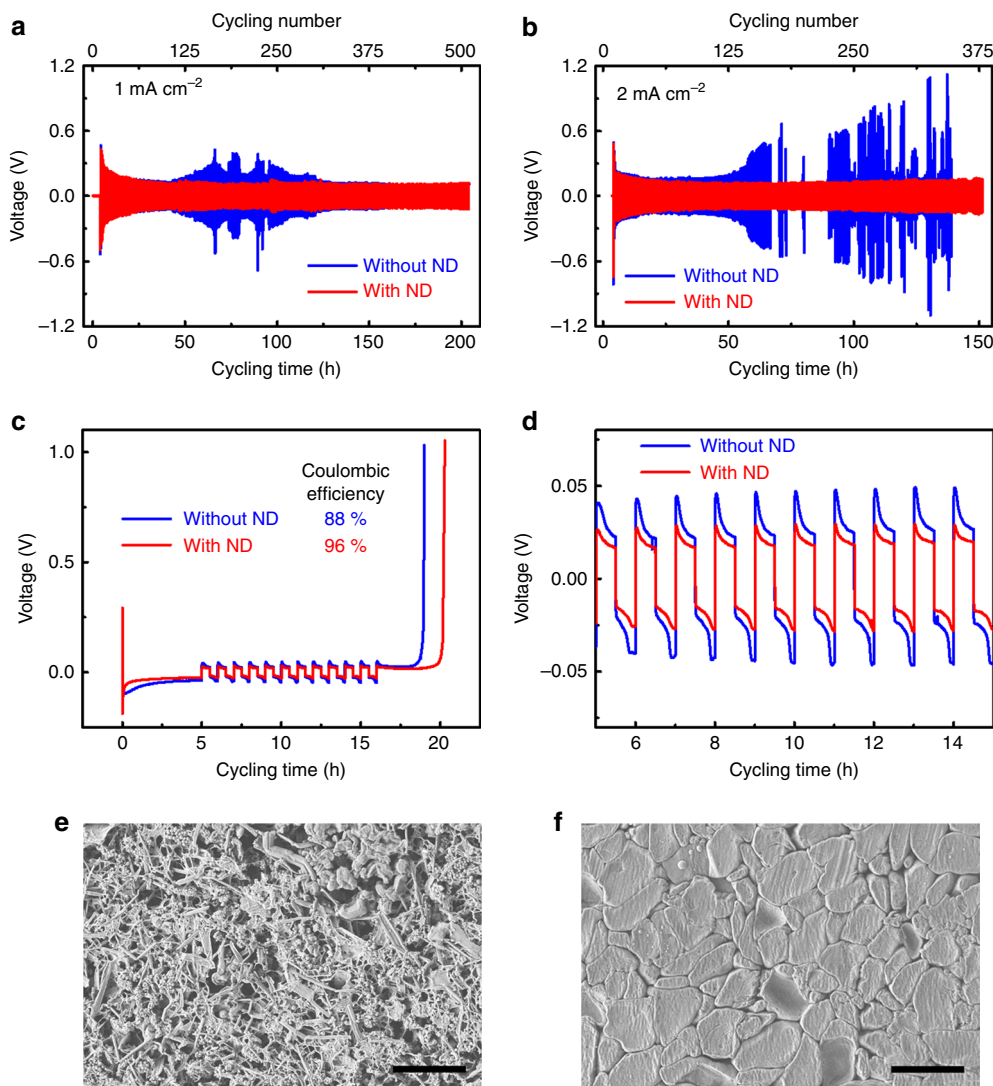 a
Cycling number
0 125 250 375 500
1 mA cm⁻²
1.2
0.6
0.0
−0.6
−1.2
Voltage (V)
Without ND
With ND
0 50 100 150 200
Cycling time (h)
b
Cycling number
0 125 250 375
2 mA cm⁻²
1.2
0.6
0.0
−0.6
−1.2
Voltage (V)
Without ND
With ND
0 50 100 150
Cycling time (h)
c
1.0
0.5
0.0
Voltage (V)
Coulombic
efficiency
Without ND 88 %
With ND 96 %
0 5 10 15 20
Cycling time (h)
d
Without ND
With ND
0.05
0.00
−0.05
Voltage (V)
6 8 10 12 14
Cycling time (h)
e
f